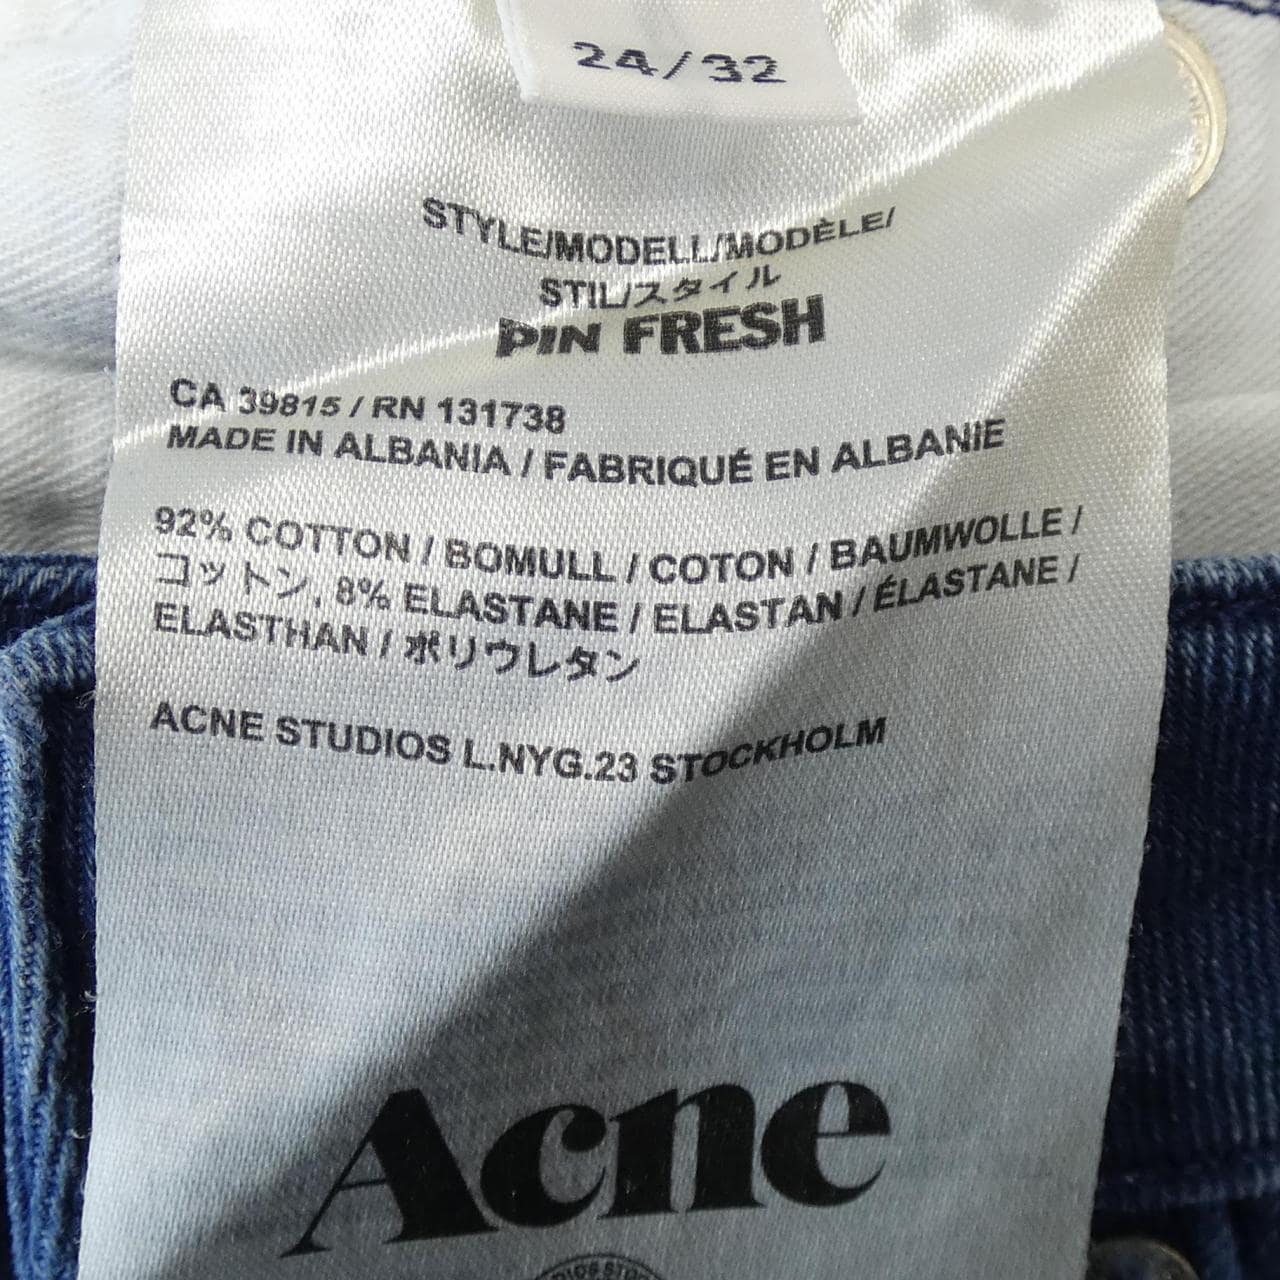 24/32
STYLE/MODELL/MODÈLE/
STIL/スタイル
PIN FRESH
CA 39815 / RN 131738
MADE IN ALBANIA / FABRIQUÉ EN ALBANIE
92% COTTON / BOMULL / COTON / BAUMWOLLE /
コットン, 8% ELASTANE / ELASTAN / ÉLASTANE /
ELASTHAN / ポリウレタン
ACNE STUDIOS L.NYG.23 STOCKHOLM
Acne